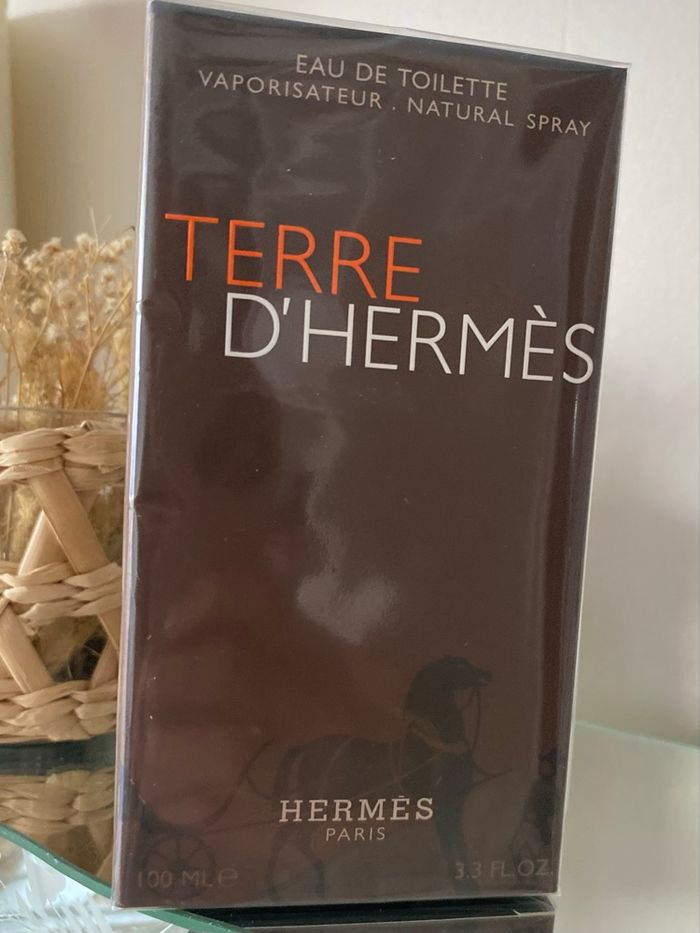 EAU DE TOILETTE
VAPORISATEUR . NATURAL SPRAY
TERRE
D'HERMÈS
HERMÈS
PARIS
100 ML ℮
3.3 FL.OZ.